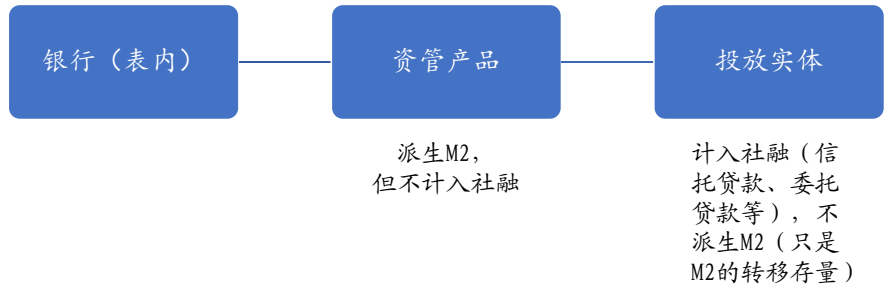 银行（表内）
资管产品
投放实体
派生M2，
但不计入社融
计入社融（信
托贷款、委托
贷款等），不
派生M2（只是
M2的转移存量）